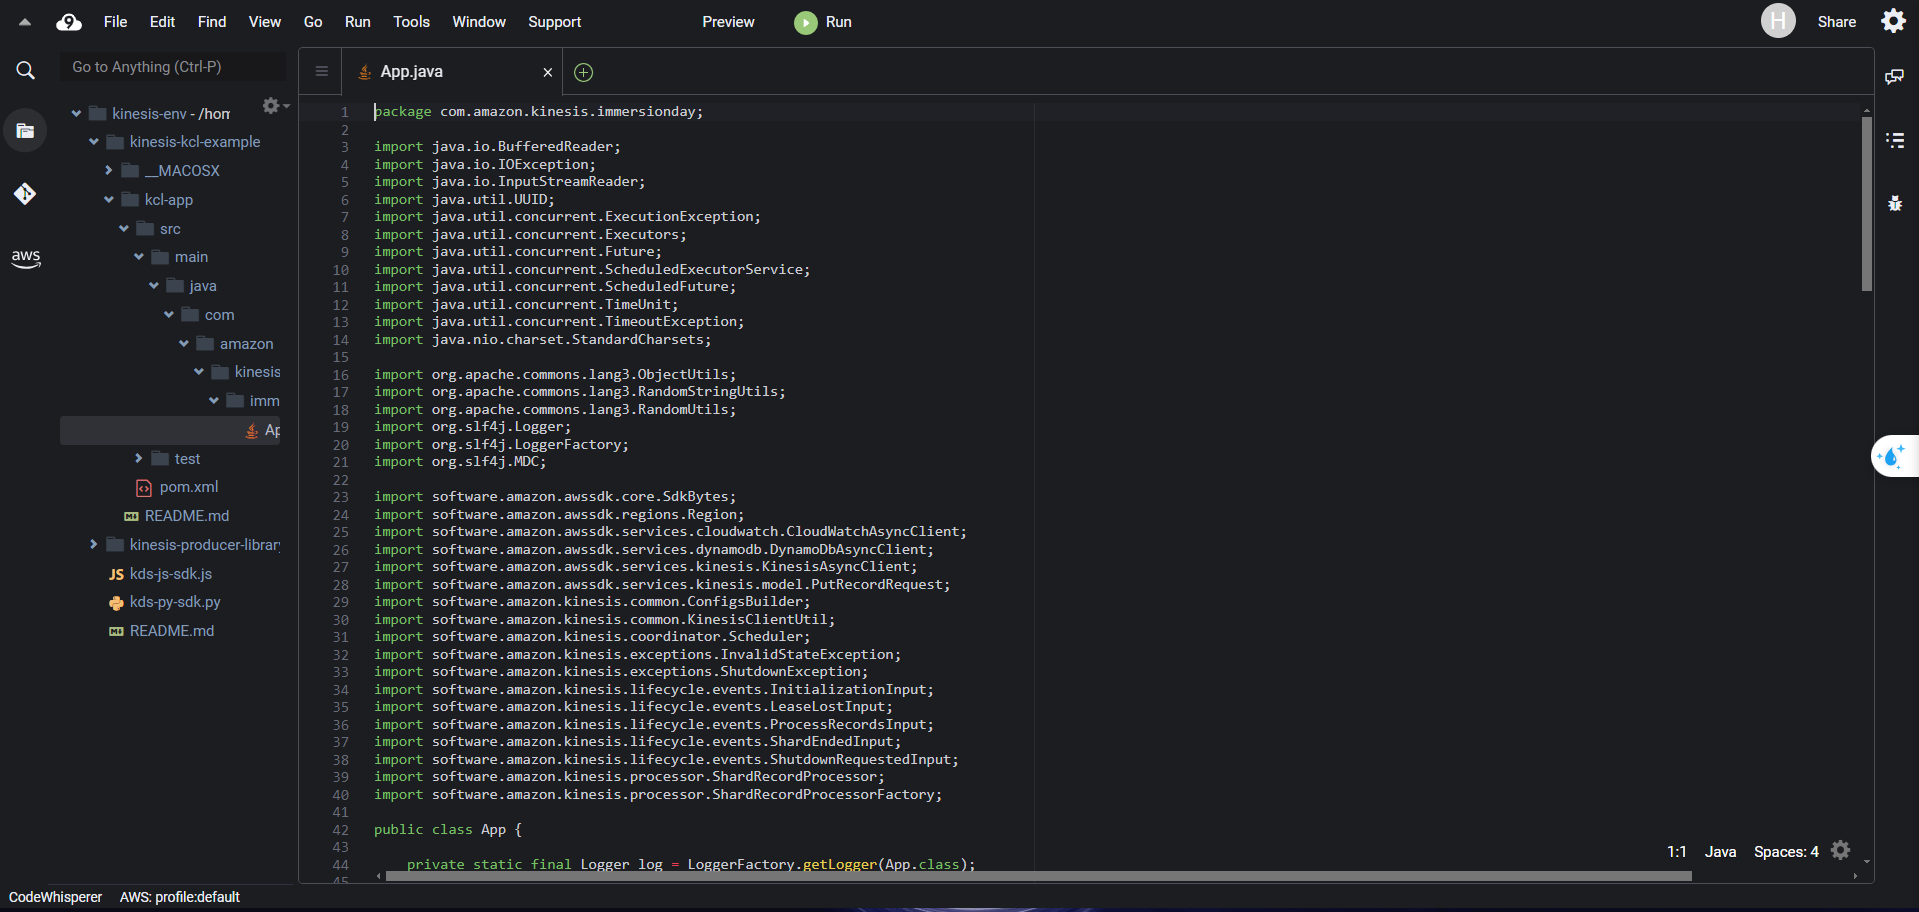 9 File Edit Find View Go Run Tools Window Support Preview Run H Share
Go to Anything (Ctrl-P)
App.java
kinesis-env - /hom
kinesis-kcl-example
__MACOSX
kcl-app
src
main
java
com
amazon
kinesis
imm
Ap
test
pom.xml
README.md
kinesis-producer-library
JS kds-js-sdk.js
kds-py-sdk.py
README.md
aws
1 package com.amazon.kinesis.immersionday;
2
3 import java.io.BufferedReader;
4 import java.io.IOException;
5 import java.io.InputStreamReader;
6 import java.util.UUID;
7 import java.util.concurrent.ExecutionException;
8 import java.util.concurrent.Executors;
9 import java.util.concurrent.Future;
10 import java.util.concurrent.ScheduledExecutorService;
11 import java.util.concurrent.ScheduledFuture;
12 import java.util.concurrent.TimeUnit;
13 import java.util.concurrent.TimeoutException;
14 import java.nio.charset.StandardCharsets;
15
16 import org.apache.commons.lang3.ObjectUtils;
17 import org.apache.commons.lang3.RandomStringUtils;
18 import org.apache.commons.lang3.RandomUtils;
19 import org.slf4j.Logger;
20 import org.slf4j.LoggerFactory;
21 import org.slf4j.MDC;
22
23 import software.amazon.awssdk.core.SdkBytes;
24 import software.amazon.awssdk.regions.Region;
25 import software.amazon.awssdk.services.cloudwatch.CloudWatchAsyncClient;
26 import software.amazon.awssdk.services.dynamodb.DynamoDbAsyncClient;
27 import software.amazon.awssdk.services.kinesis.KinesisAsyncClient;
28 import software.amazon.awssdk.services.kinesis.model.PutRecordRequest;
29 import software.amazon.kinesis.common.ConfigsBuilder;
30 import software.amazon.kinesis.common.KinesisClientUtil;
31 import software.amazon.kinesis.coordinator.Scheduler;
32 import software.amazon.kinesis.exceptions.InvalidStateException;
33 import software.amazon.kinesis.exceptions.ShutdownException;
34 import software.amazon.kinesis.lifecycle.events.InitializationInput;
35 import software.amazon.kinesis.lifecycle.events.LeaseLostInput;
36 import software.amazon.kinesis.lifecycle.events.ProcessRecordsInput;
37 import software.amazon.kinesis.lifecycle.events.ShardEndedInput;
38 import software.amazon.kinesis.lifecycle.events.ShutdownRequestedInput;
39 import software.amazon.kinesis.processor.ShardRecordProcessor;
40 import software.amazon.kinesis.processor.ShardRecordProcessorFactory;
41
42 public class App {
43
44 private static final Logger log = LoggerFactory.getLogger(App.class);
45
1:1 Java Spaces: 4
CodeWhisperer AWS: profile:default